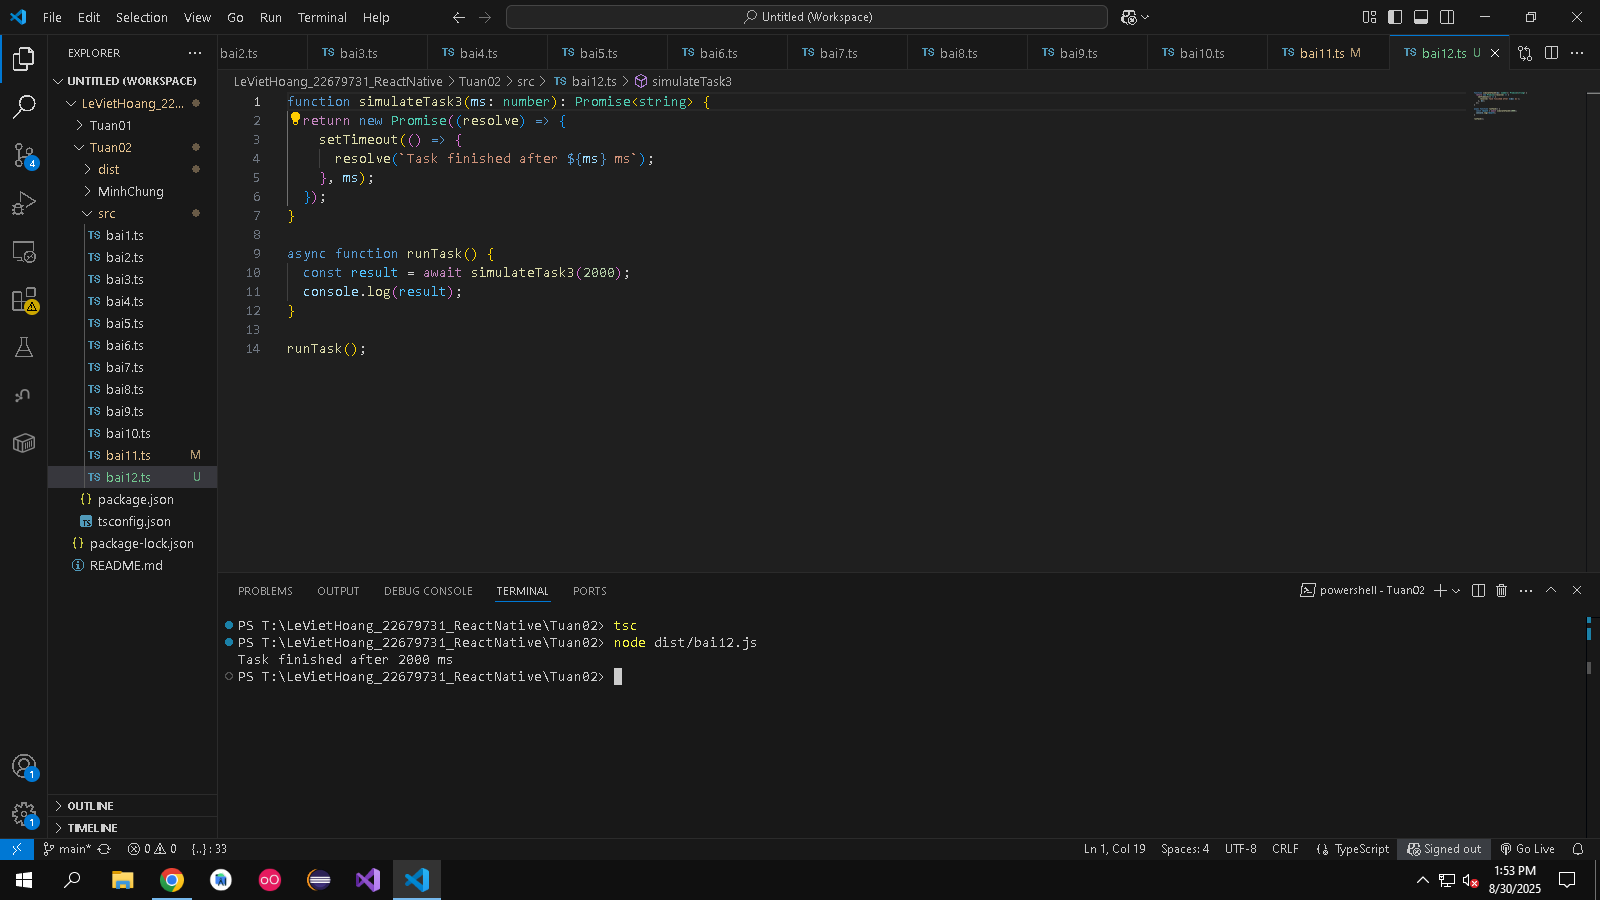 File Edit Selection View Go Run Terminal Help
Untitled (Workspace)
EXPLORER
UNTITLED (WORKSPACE)
LeVietHoang_22...
Tuan01
Tuan02
dist
MinhChung
src
TS bai1.ts
TS bai2.ts
TS bai3.ts
TS bai4.ts
TS bai5.ts
TS bai6.ts
TS bai7.ts
TS bai8.ts
TS bai9.ts
TS bai10.ts
TS bai11.ts M
TS bai12.ts U
{} package.json
TS tsconfig.json
{} package-lock.json
README.md
OUTLINE
TIMELINE
4
1
1
bai2.ts TS bai3.ts TS bai4.ts TS bai5.ts TS bai6.ts TS bai7.ts TS bai8.ts TS bai9.ts TS bai10.ts TS bai11.ts M TS bai12.ts U
LeVietHoang_22679731_ReactNative > Tuan02 > src > TS bai12.ts > simulateTask3
1 function simulateTask3(ms: number): Promise<string> {
2 return new Promise((resolve) => {
3 setTimeout(() => {
4 resolve(`Task finished after ${ms} ms`);
5 }, ms);
6 });
7 }
8
9 async function runTask() {
10 const result = await simulateTask3(2000);
11 console.log(result);
12 }
13
14 runTask();
PROBLEMS OUTPUT DEBUG CONSOLE TERMINAL PORTS
powershell - Tuan02
PS T:\LeVietHoang_22679731_ReactNative\Tuan02> tsc
PS T:\LeVietHoang_22679731_ReactNative\Tuan02> node dist/bai12.js
Task finished after 2000 ms
PS T:\LeVietHoang_22679731_ReactNative\Tuan02>
main* 0 0 {..} : 33
Ln 1, Col 19 Spaces: 4 UTF-8 CRLF TypeScript Signed out Go Live
1:53 PM
8/30/2025